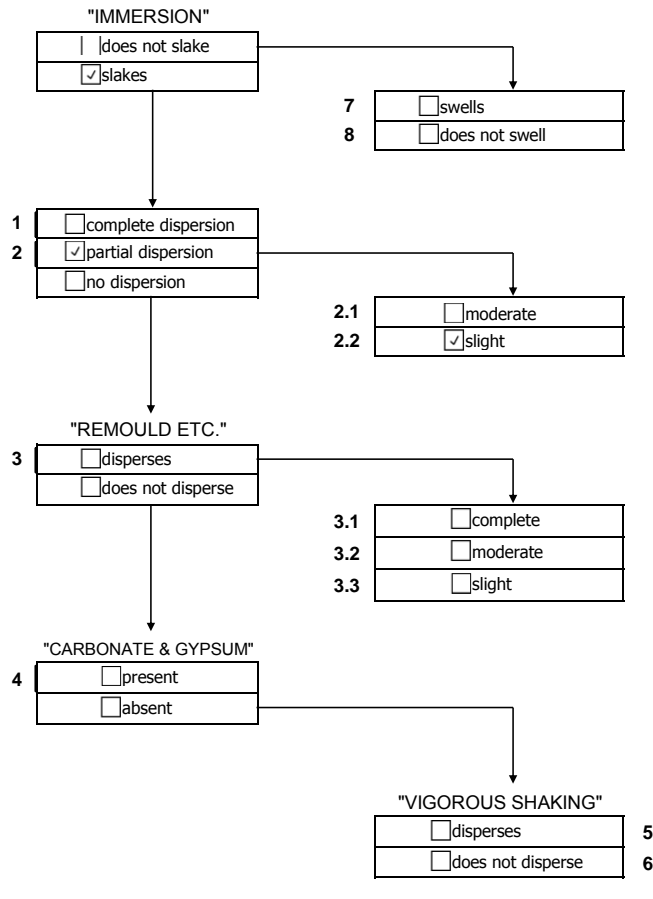 "IMMERSION"
does not slake
slakes
7 swells
8 does not swell
1 complete dispersion
2 partial dispersion
no dispersion
2.1 moderate
2.2 slight
"REMOULD ETC."
3 disperses
does not disperse
3.1 complete
3.2 moderate
3.3 slight
"CARBONATE & GYPSUM"
4 present
absent
"VIGOROUS SHAKING"
disperses 5
does not disperse 6